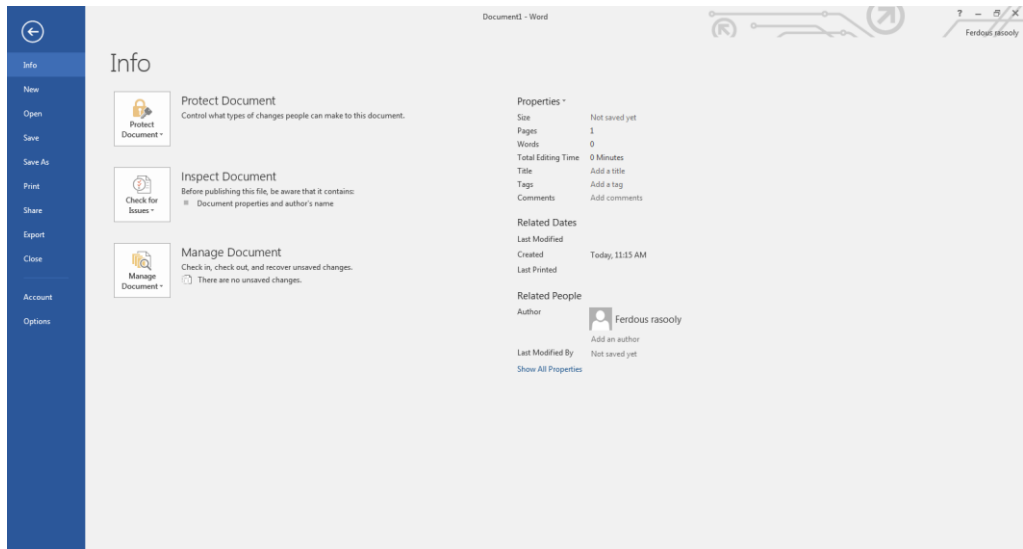 Document1 - Word
? – X
Ferdous rasooly
Info
New
Open
Save
Save As
Print
Share
Export
Close
Account
Options
Info
Protect Document
Protect Document
Control what types of changes people can make to this document.
Check for Issues
Inspect Document
Before publishing this file, be aware that it contains:
Document properties and author's name
Manage Document
Manage Document
Check in, check out, and recover unsaved changes.
There are no unsaved changes.
Properties
Size Not saved yet
Pages 1
Words 0
Total Editing Time 0 Minutes
Title Add a title
Tags Add a tag
Comments Add comments
Related Dates
Last Modified
Created Today, 11:15 AM
Last Printed
Related People
Author Ferdous rasooly
Add an author
Last Modified By Not saved yet
Show All Properties